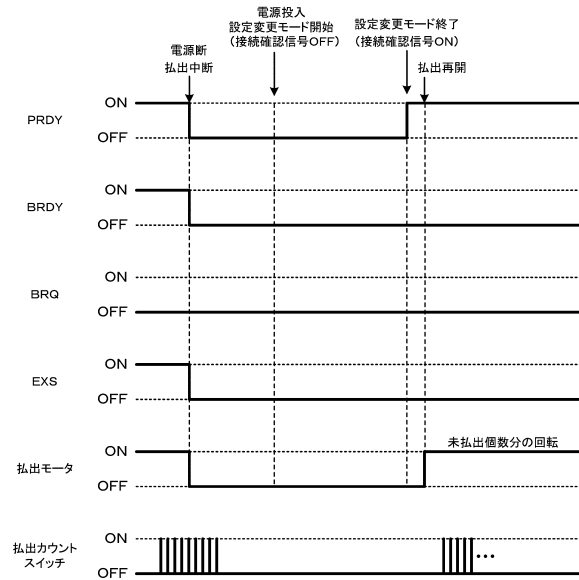 電源投入
設定変更モード開始
(接続確認信号OFF)
設定変更モード終了
(接続確認信号ON)
電源断
払出中断
払出再開
PRDY
ON
OFF
BRDY
ON
OFF
BRQ
ON
OFF
EXS
ON
OFF
払出モータ
ON
OFF
未払出個数分の回転
払出カウント
スイッチ
ON
OFF
•••